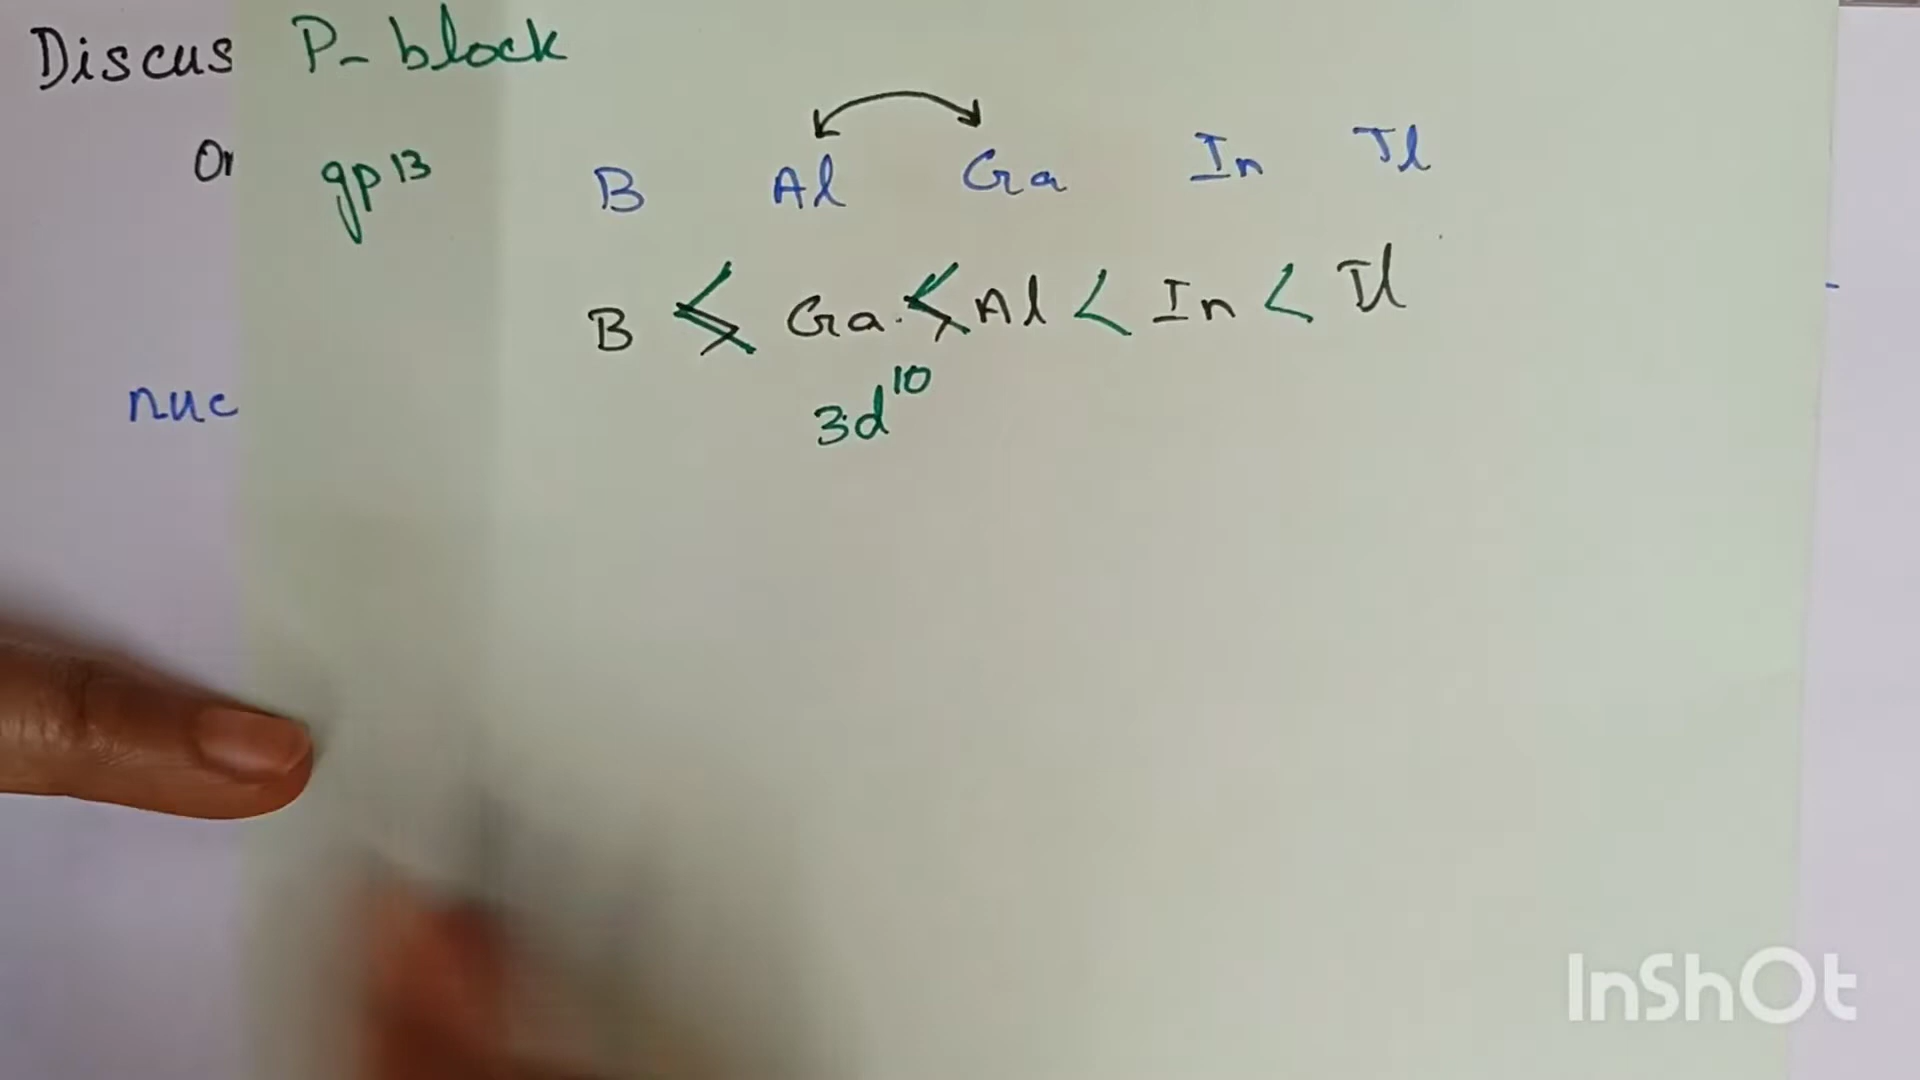 Discus P-block
Or gp 13 B Al Ga In Tl
B < Ga < Al < In < Tl
nuc 3d¹⁰
InShOt